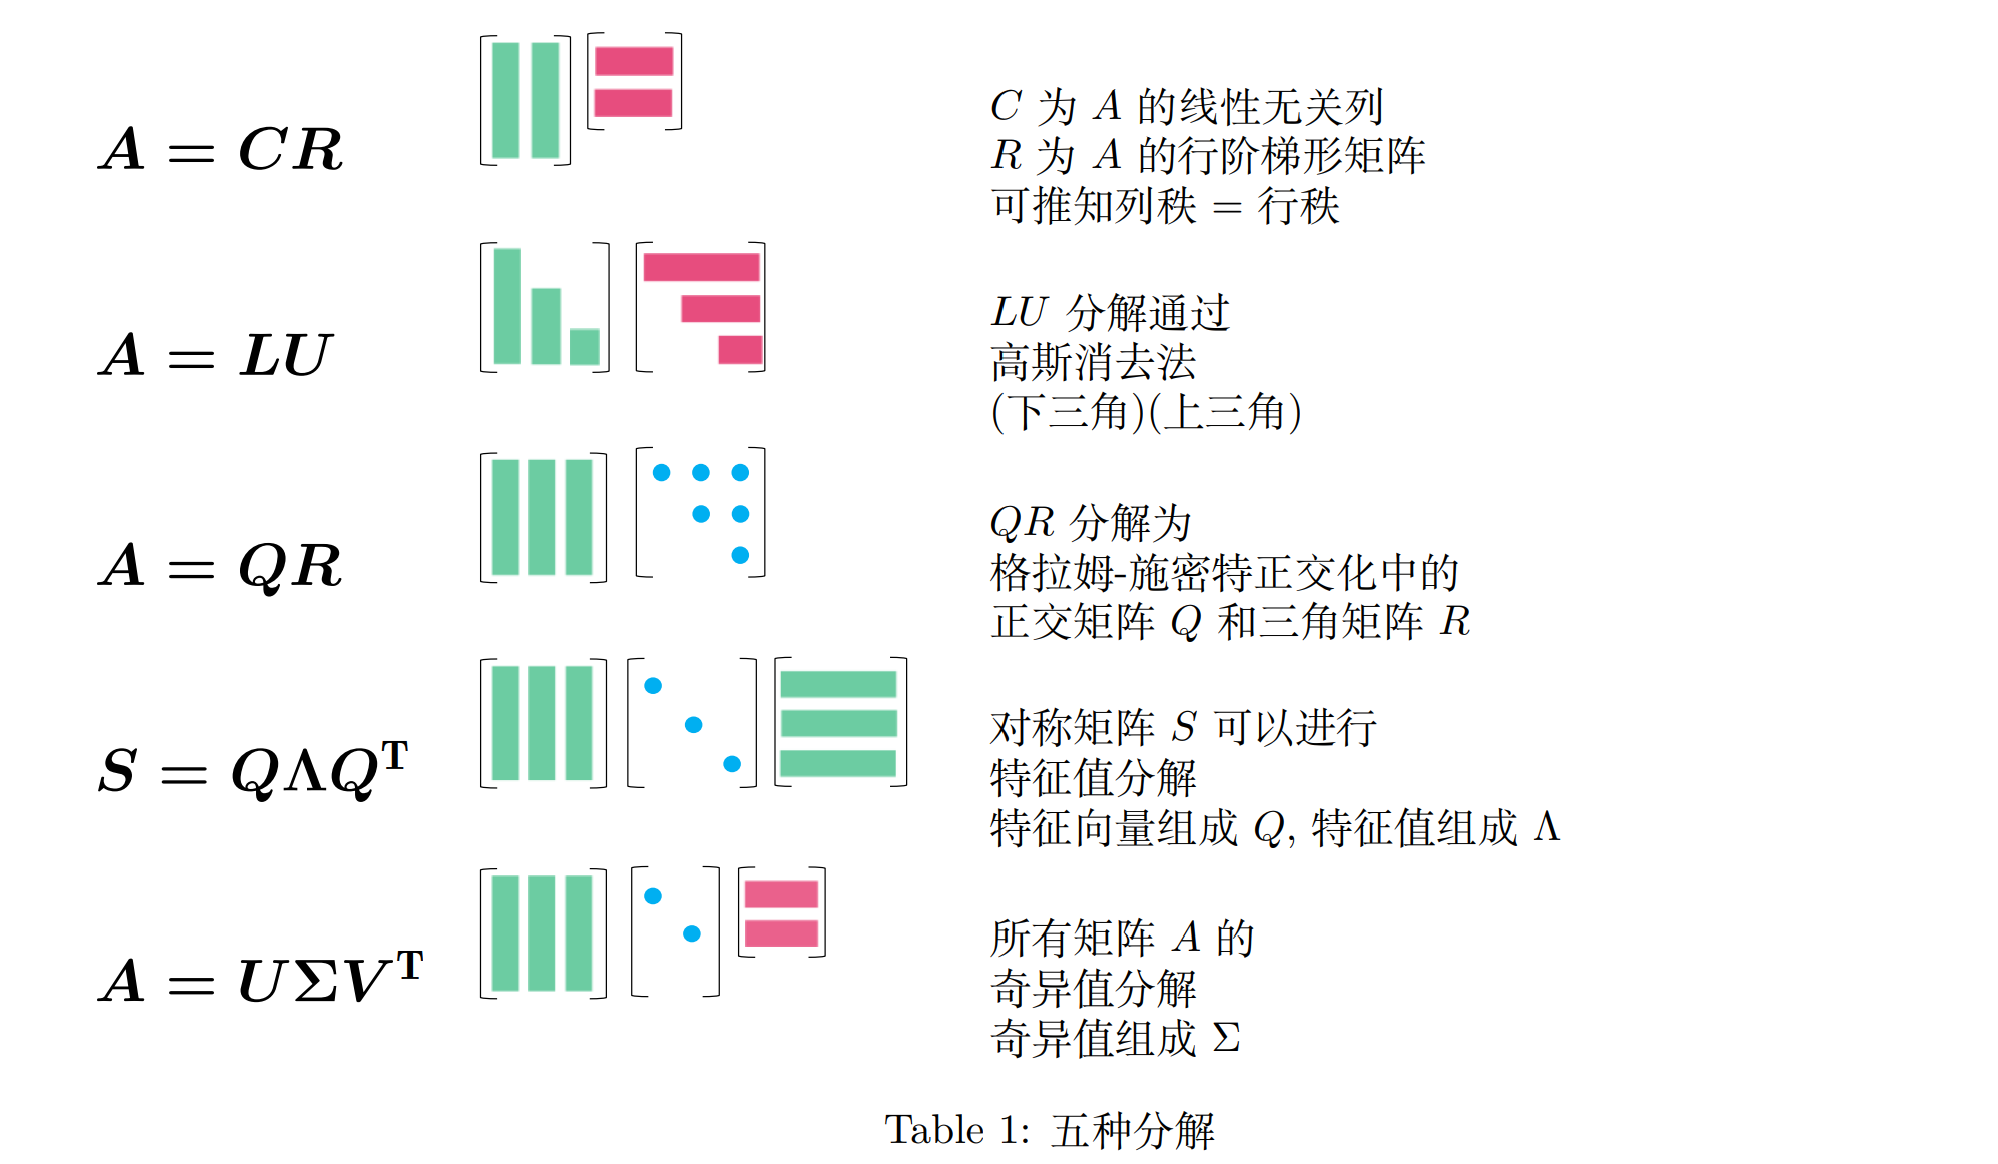 A = CR
C 为 A 的线性无关列
R 为 A 的行阶梯形矩阵
可推知列秩 = 行秩
A = LU
LU 分解通过
高斯消去法
(下三角)(上三角)
A = QR
QR 分解为
格拉姆-施密特正文化中的
正交矩阵 Q 和三角矩阵 R
S = QΛQᵀ
对称矩阵 S 可以进行
特征值分解
特征向量组成 Q, 特征值组成 Λ
A = UΣVᵀ
所有矩阵 A 的
奇异值分解
奇异值组成 Σ
Table 1: 五种分解